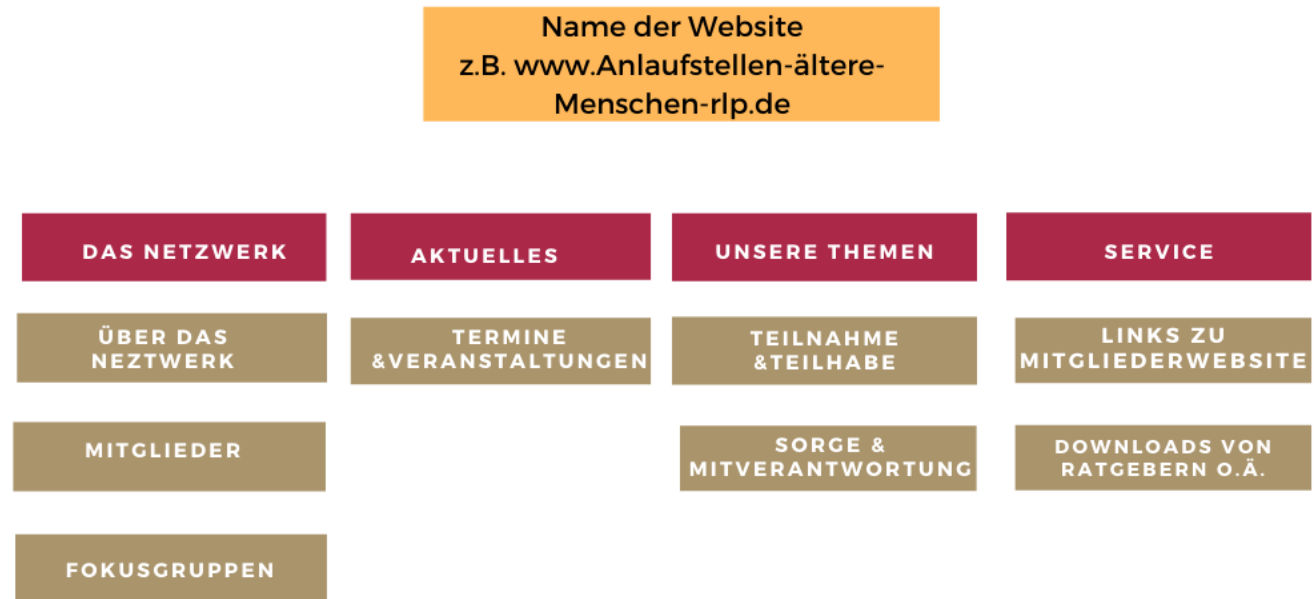 Name der Website
z.B. www.Anlaufstellen-ältere-
Menschen-rlp.de
DAS NETZWERK
AKTUELLES
UNSERE THEMEN
SERVICE
ÜBER DAS
NEZTWERK
TERMINE
&VERANSTALTUNGEN
TEILNAHME
&TEILHABE
LINKS ZU
MITGLIEDERWEBSITE
MITGLIEDER
SORGE &
MITVERANTWORTUNG
DOWNLOADS VON
RATGEBERN O.Ä.
FOKUSGRUPPEN